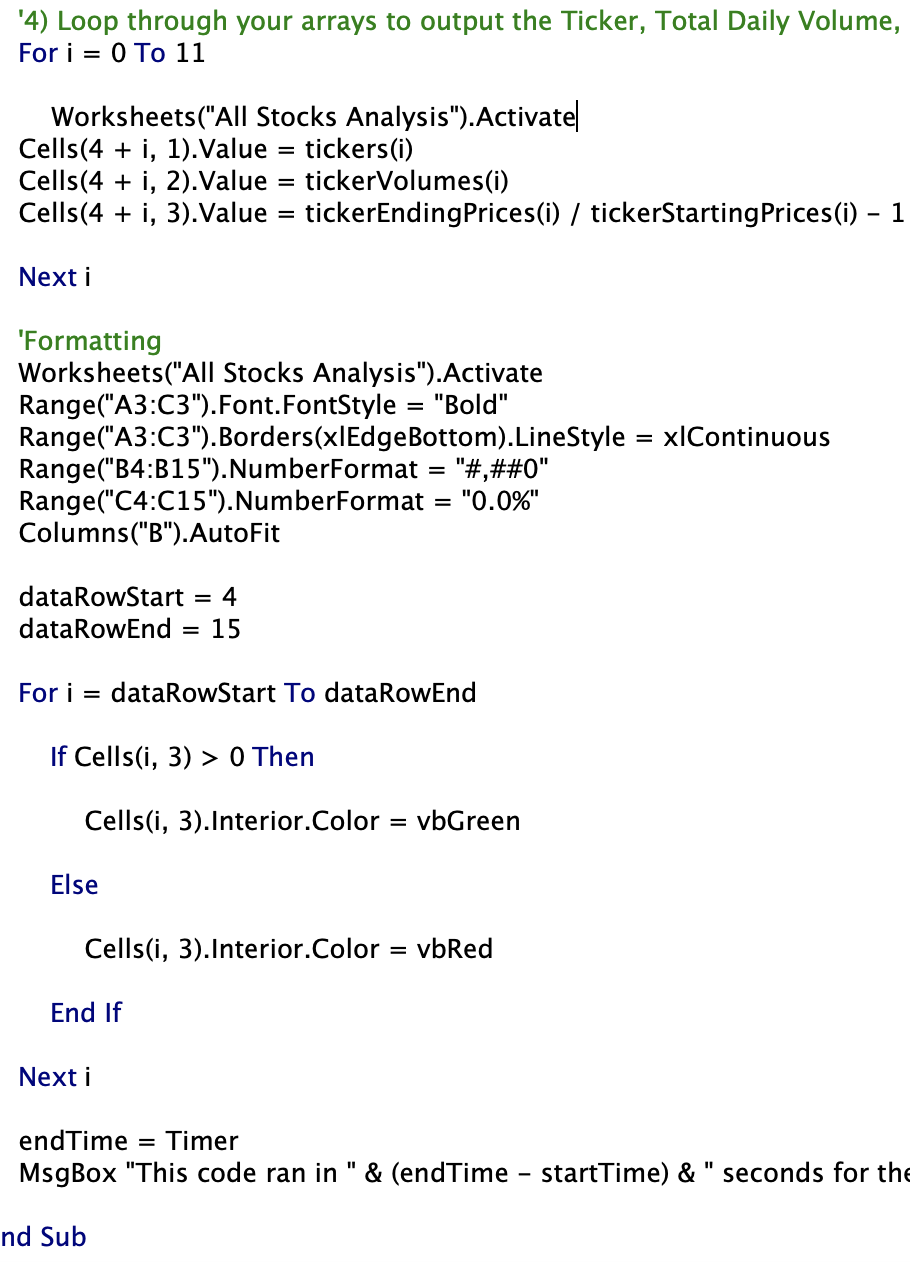 '4) Loop through your arrays to output the Ticker, Total Daily Volume,
For i = 0 To 11
Worksheets("All Stocks Analysis").Activate
Cells(4 + i, 1).Value = tickers(i)
Cells(4 + i, 2).Value = tickerVolumes(i)
Cells(4 + i, 3).Value = tickerEndingPrices(i) / tickerStartingPrices(i) - 1
Next i
'Formatting
Worksheets("All Stocks Analysis").Activate
Range("A3:C3").Font.FontStyle = "Bold"
Range("A3:C3").Borders(xlEdgeBottom).LineStyle = xlContinuous
Range("B4:B15").NumberFormat = "#,##0"
Range("C4:C15").NumberFormat = "0.0%"
Columns("B").AutoFit
dataRowStart = 4
dataRowEnd = 15
For i = dataRowStart To dataRowEnd
If Cells(i, 3) > 0 Then
Cells(i, 3).Interior.Color = vbGreen
Else
Cells(i, 3).Interior.Color = vbRed
End If
Next i
endTime = Timer
MsgBox "This code ran in " & (endTime - startTime) & " seconds for the
nd Sub